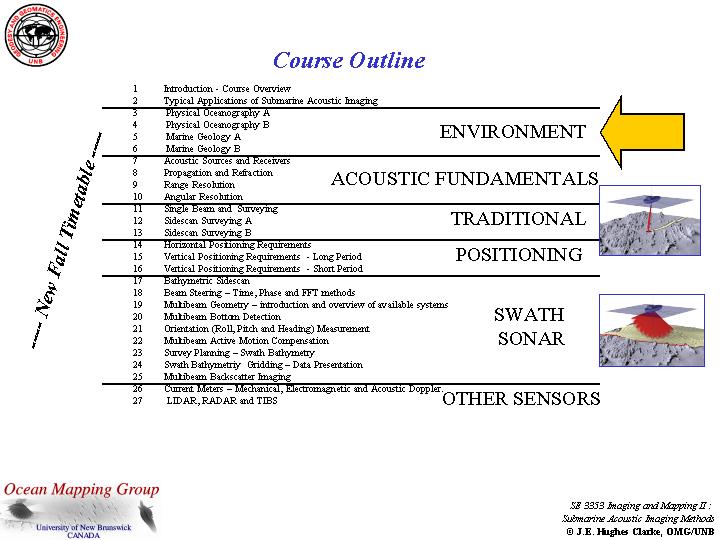 GEODESY AND GEOMATICS ENGINEERING
UNB
Course Outline
---- New Fall Timetable ----
1 Introduction - Course Overview
2 Typical Applications of Submarine Acoustic Imaging
3 Physical Oceanography A
4 Physical Oceanography B
5 Marine Geology A
6 Marine Geology B
ENVIRONMENT
7 Acoustic Sources and Receivers
8 Propagation and Refraction
9 Range Resolution
10 Angular Resolution
ACOUSTIC FUNDAMENTALS
11 Single Beam and Surveying
12 Sidescan Surveying A
13 Sidescan Surveying B
TRADITIONAL
14 Horizontal Positioning Requirements
15 Vertical Positioning Requirements - Long Period
16 Vertical Positioning Requirements - Short Period
POSITIONING
17 Bathymetric Sidescan
18 Beam Steering – Time, Phase and FFT methods
19 Multibeam Geometry – introduction and overview of available systems
20 Multibeam Bottom Detection
21 Orientation (Roll, Pitch and Heading) Measurement
22 Multibeam Active Motion Compensation
23 Survey Planning – Swath Bathymetry
24 Swath Bathymetriy Gridding – Data Presentation
25 Multibeam Backscatter Imaging
SWATH
SONAR
26 Current Meters – Mechanical, Electromagnetic and Acoustic Doppler.
27 LIDAR, RADAR and TIBS
OTHER SENSORS
Ocean Mapping Group
University of New Brunswick
CANADA
SE 3353 Imaging and Mapping II :
Submarine Acoustic Imaging Methods
© J.E. Hughes Clarke, OMG/UNB